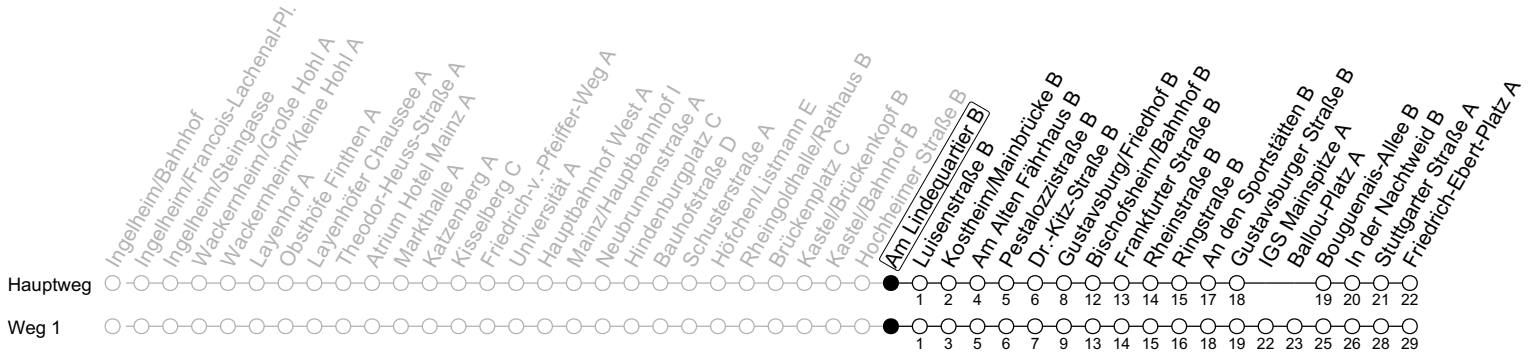 Ingelheim/Bahnhof
Ingelheim/Francois-Lachenal-Pl.
Ingelheim/Steingasse
Wackernheim/Große Hohl A
Wackernheim/Kleine Hohl A
Layenhof A
Obsthöfe Finthen A
Layenhöfer Chaussee A
Theodor-Heuss-Straße A
Atrium Hotel Mainz A
Markthalle A
Katzenberg A
Kisselberg C
Friedrich-v.-Pfeiffer-Weg A
Universität A
Hauptbahnhof West A
Mainz/Hauptbahnhof I
Neubrunnenstraße A
Hindenburgplatz C
Bauhofstraße D
Schusterstraße A
Höfchen/Listmann E
Rheingoldhalle/Rathaus B
Brückenplatz C
Kastel/Brückenkopf B
Kastel/Bahnhof B
Hochheimer Straße B
Am Lindequartier B
Luisenstraße B
Kostheim/Mainbrücke B
Am Alten Fährhaus B
Pestalozzistraße B
Dr.-Kitz-Straße B
Gustavsburg/Friedhof B
Bischofsheim/Bahnhof B
Frankfurter Straße B
Rheinstraße B
Ringstraße B
An den Sportstätten B
Gustavsburger Straße B
IGS Mainspitze A
Ballou-Platz A
Bouguenais-Allee B
In der Nachtweid B
Stuttgarter Straße A
Friedrich-Ebert-Platz A
Hauptweg
1 2 4 5 6 8 12 13 14 15 17 18 19 20 21 22
Weg 1
1 3 5 6 7 9 13 14 15 16 18 19 22 23 25 26 28 29